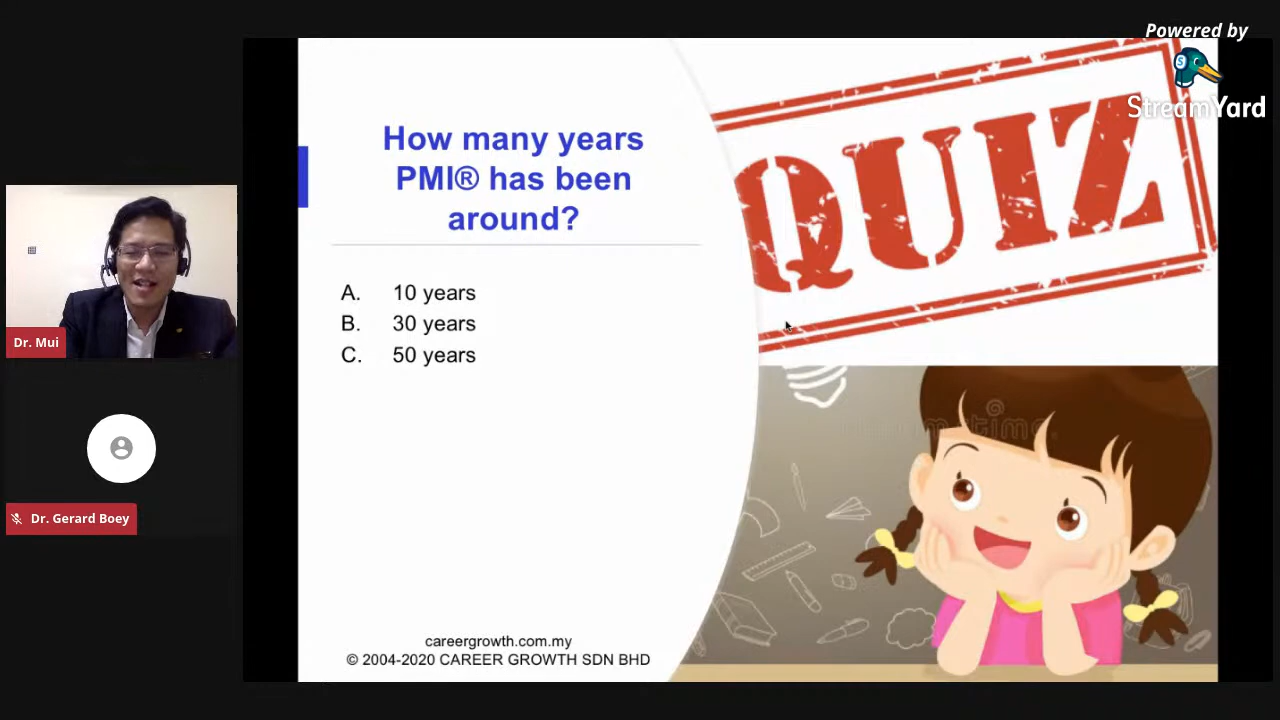 Powered by
StreamYard
How many years
PMI® has been
around?
QUIZ
A. 10 years
B. 30 years
C. 50 years
Dr. Mui
Dr. Gerard Boey
careergrowth.com.my
© 2004-2020 CAREER GROWTH SDN BHD